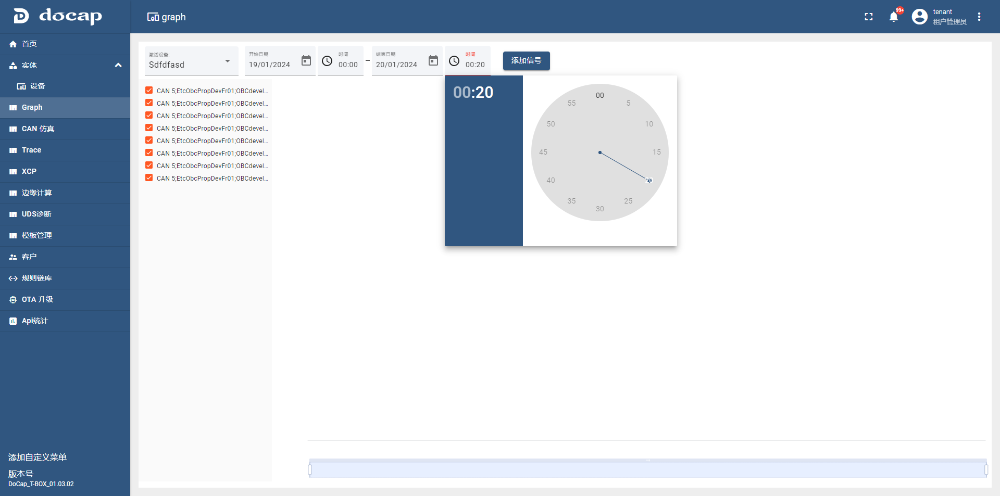 docap
graph
99+
tenant
租户管理员
首页
实体
设备
Graph
CAN 仿真
Trace
XCP
边缘计算
UDS诊断
模板管理
客户
规则链库
OTA 升级
Api统计
添加自定义菜单
版本号
DoCap_T-BOX_01.03.02
激活设备:
Sdfdfasd
开始日期
19/01/2024
时间
00:00
–
结束日期
20/01/2024
时间
00:20
添加信号
CAN 5;EtcObcPropDevFr01;OBCdevel...
CAN 5;EtcObcPropDevFr01;OBCdevel...
CAN 5;EtcObcPropDevFr01;OBCdevel...
CAN 5;EtcObcPropDevFr01;OBCdevel...
CAN 5;EtcObcPropDevFr01;OBCdevel...
CAN 5;EtcObcPropDevFr01;OBCdevel...
CAN 5;EtcObcPropDevFr01;OBCdevel...
CAN 5;EtcObcPropDevFr01;OBCdevel...
00:20
00
5
10
15
20
25
30
35
40
45
50
55